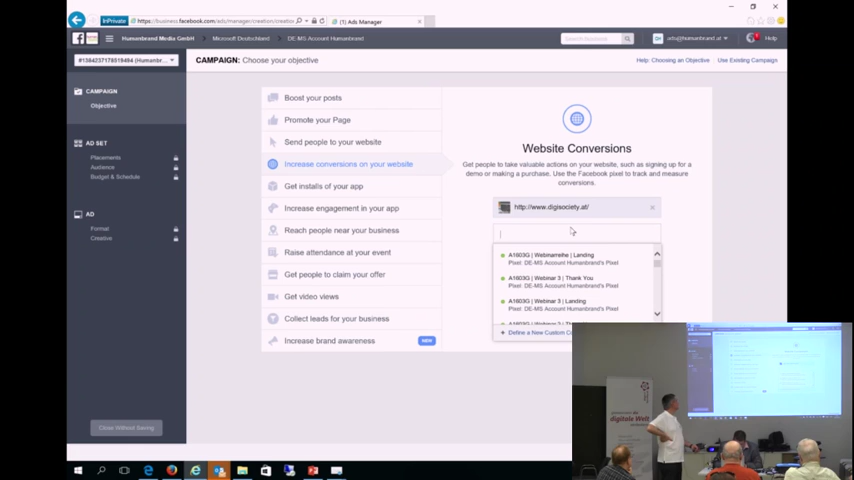 InPrivate
https://business.facebook.com/ads/manager/creation/creatio
(1) Ads Manager
Humanbrand Media GmbH
Microsoft Deutschland
DE-MS Account Humanbrand
Help
CAMPAIGN: Choose your objective
Help: Choosing an Objective
Use Existing Campaign
CAMPAIGN
Objective
AD SET
Placements
Audience
Budget & Schedule
AD
Format
Creative
Close Without Saving
Boost your posts
Promote your Page
Send people to your website
Increase conversions on your website
Get installs of your app
Increase engagement in your app
Reach people near your business
Raise attendance at your event
Get people to claim your offer
Get video views
Collect leads for your business
Increase brand awareness
NEW
Website Conversions
Get people to take valuable actions on your website, such as signing up for a
demo or making a purchase. Use the Facebook pixel to track and measure
conversions.
http://www.digisociety.at/
A1603G | Webinarreihe | Landing
Pixel: DE-MS Account Humanbrand's Pixel
A1603G | Webinar 3 | Thank You
Pixel: DE-MS Account Humanbrand's Pixel
A1603G | Webinar 3 | Landing
Pixel: DE-MS Account Humanbrand's Pixel
+ Define a New Custom
digitale Welt